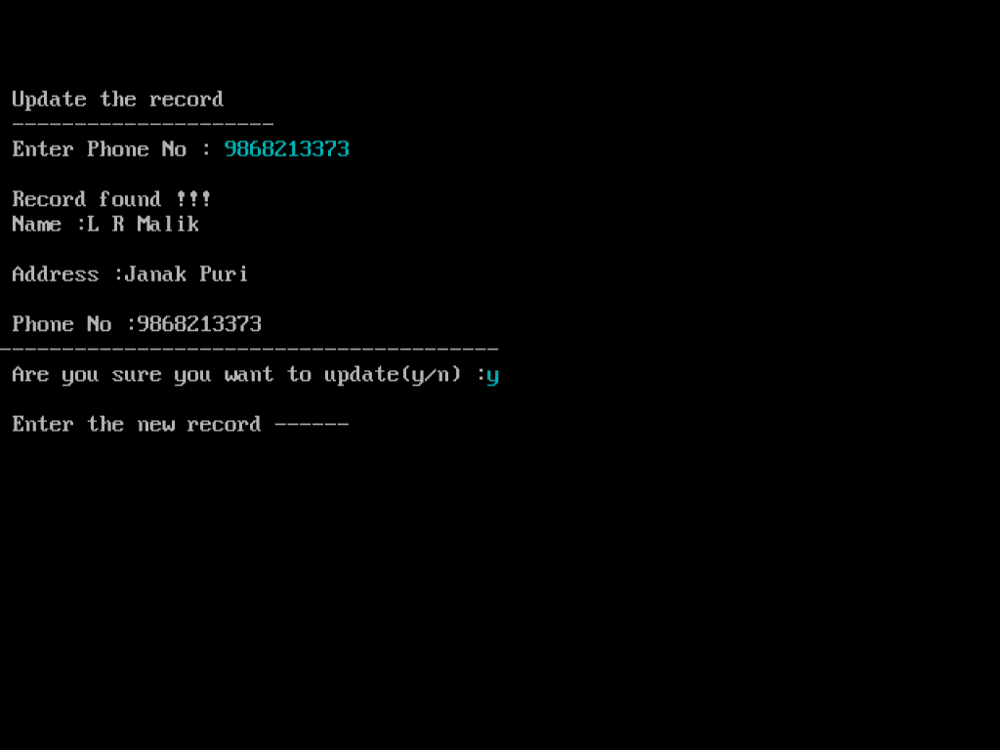 Update the record
---------------------
Enter Phone No : 9868213373
Record found !!!
Name :L R Malik
Address :Janak Puri
Phone No :9868213373
----------------------------------------
Are you sure you want to update(y/n) :y
Enter the new record ------